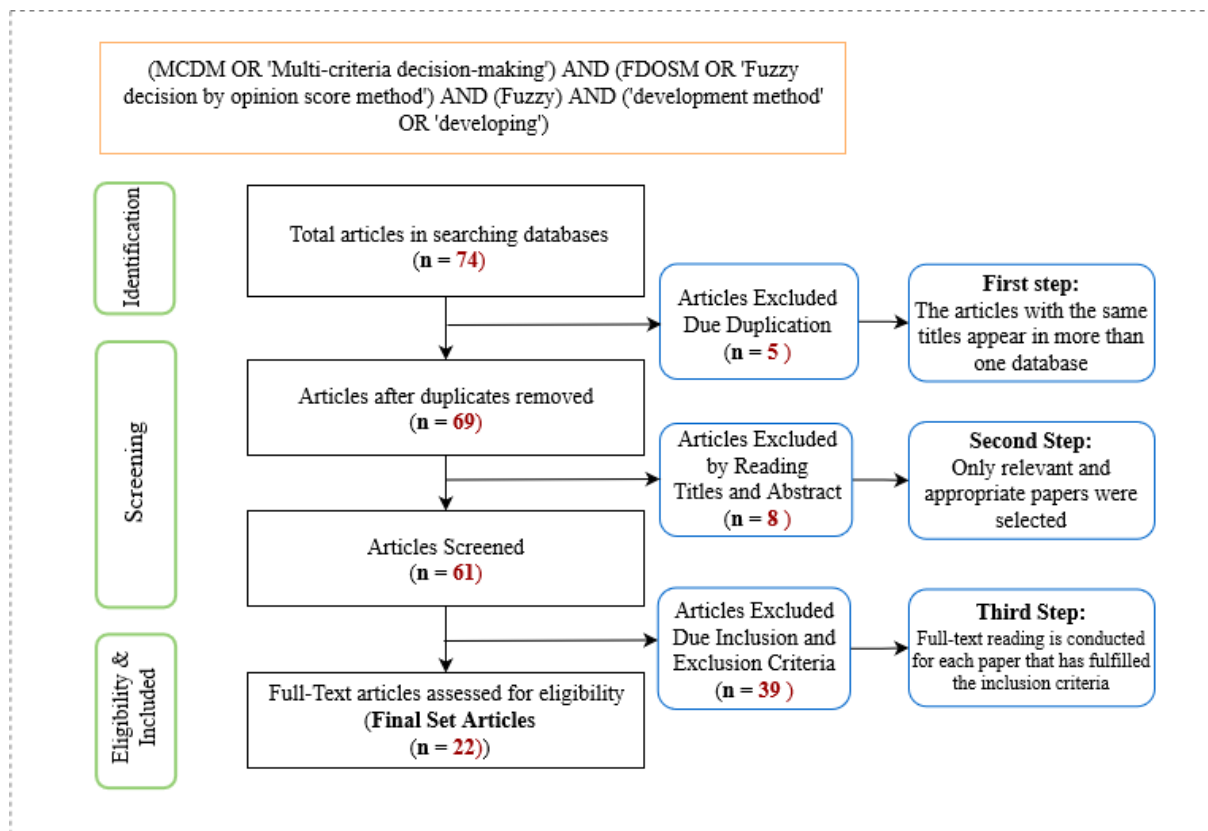 (MCDM OR 'Multi-criteria decision-making') AND (FDOSM OR 'Fuzzy
decision by opinion score method') AND (Fuzzy) AND ('development method'
OR 'developing')
Identification
Total articles in searching databases
(n = 74)
Articles Excluded
Due Duplication
(n = 5 )
First step:
The articles with the same
titles appear in more than
one database
Screening
Articles after duplicates removed
(n = 69)
Articles Excluded
by Reading
Titles and Abstract
(n = 8 )
Second Step:
Only relevant and
appropriate papers were
selected
Articles Screened
(n = 61)
Articles Excluded
Due Inclusion and
Exclusion Criteria
(n = 39 )
Third Step:
Full-text reading is conducted
for each paper that has fulfilled
the inclusion criteria
Eligibility &
Included
Full-Text articles assessed for eligibility
(Final Set Articles
(n = 22))